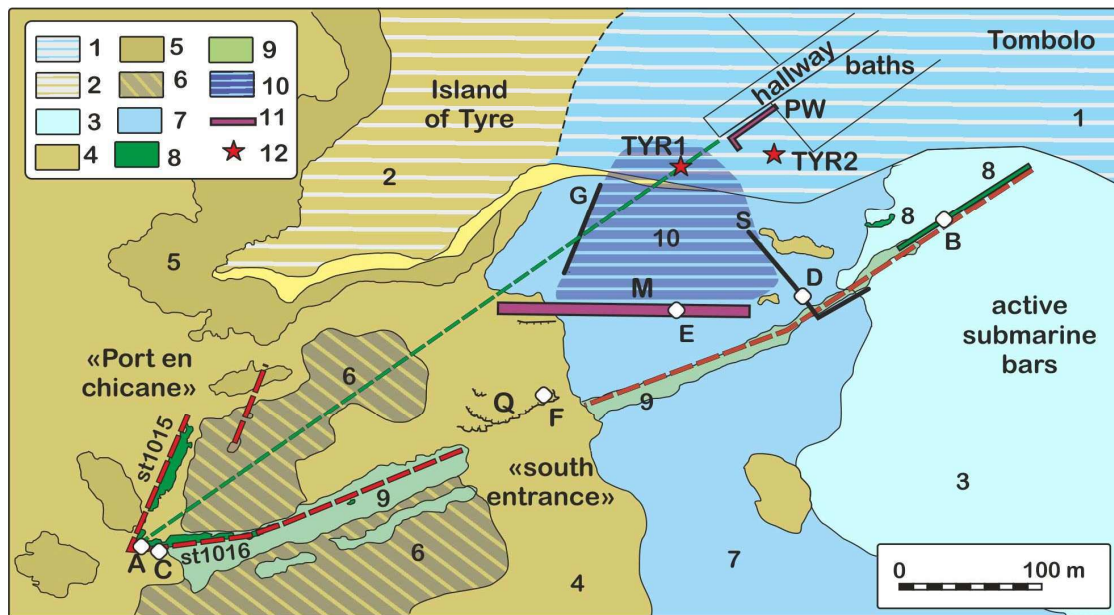 1
2
3
4
5
6
7
8
9
10
11
12
Island
of Tyre
2
5
Tombolo
hallway
baths
PW
1
TYR1
TYR2
G
10
S
8
8
B
D
M
E
active
submarine
bars
«Port en
chicane»
6
Q
F
9
st1015
«south
entrance»
9
3
A
C
st1016
6
4
7
0
100 m